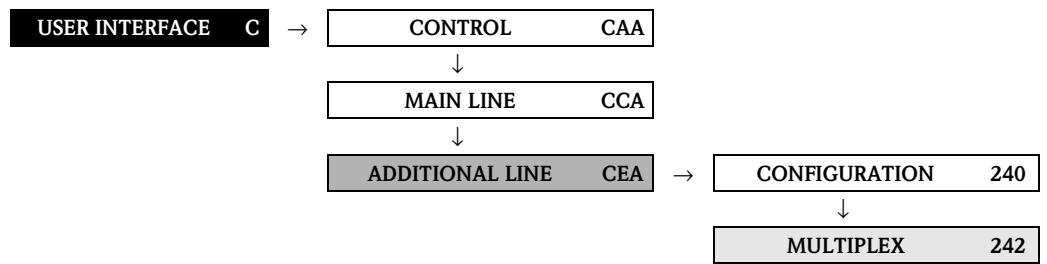 USER INTERFACE C → CONTROL CAA
↓
MAIN LINE CCA
↓
ADDITIONAL LINE CEA → CONFIGURATION 240
↓
MULTIPLEX 242